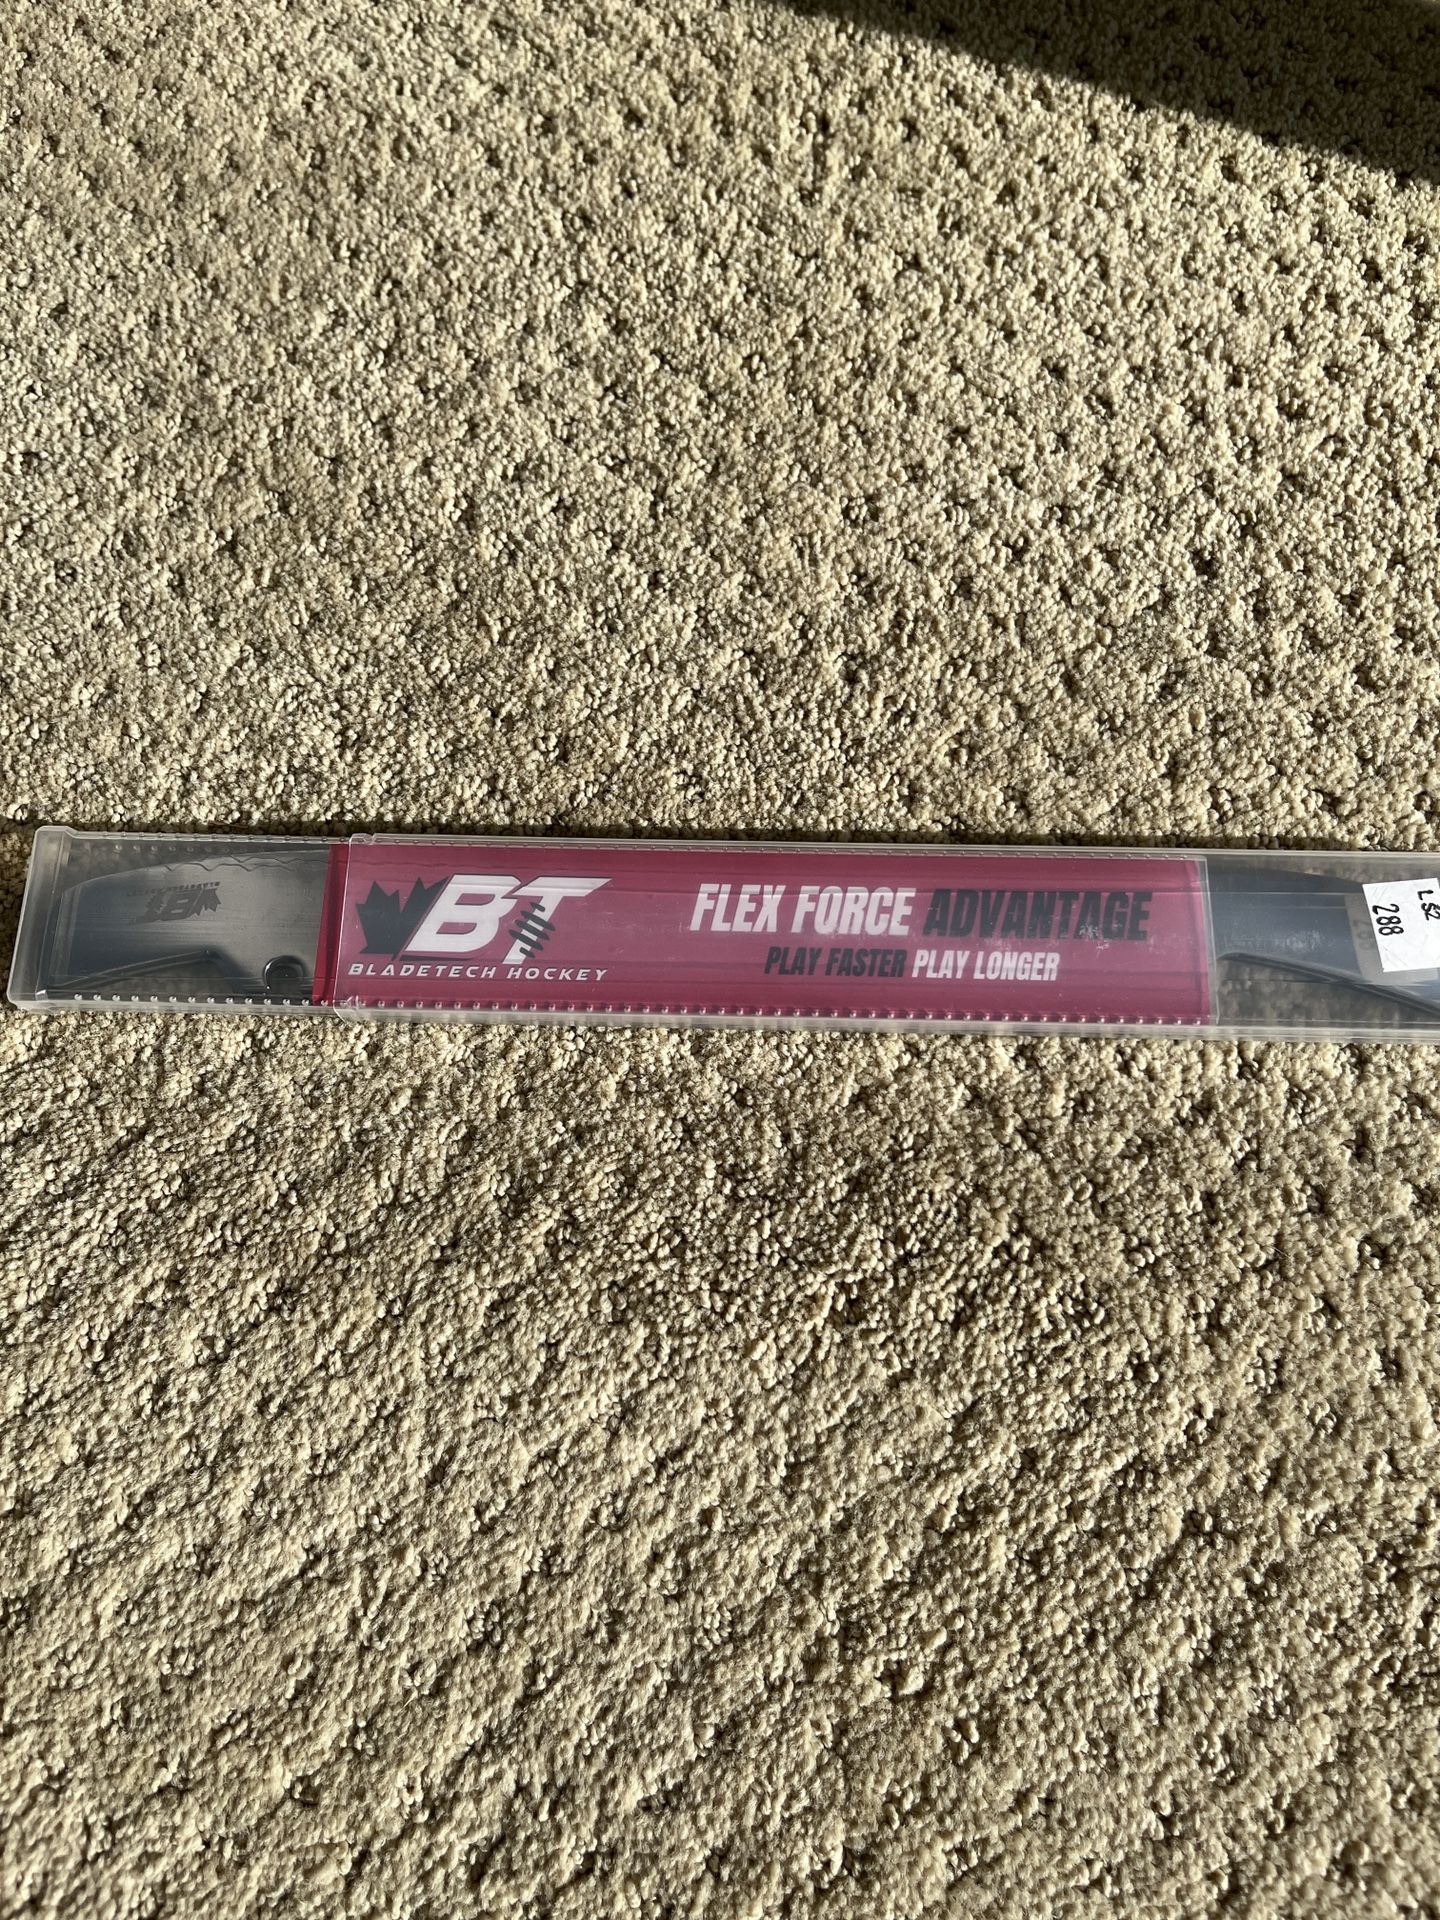 BT
BLADETECH HOCKEY
FLEX FORCE ADVANTAGE
PLAY FASTER PLAY LONGER
288